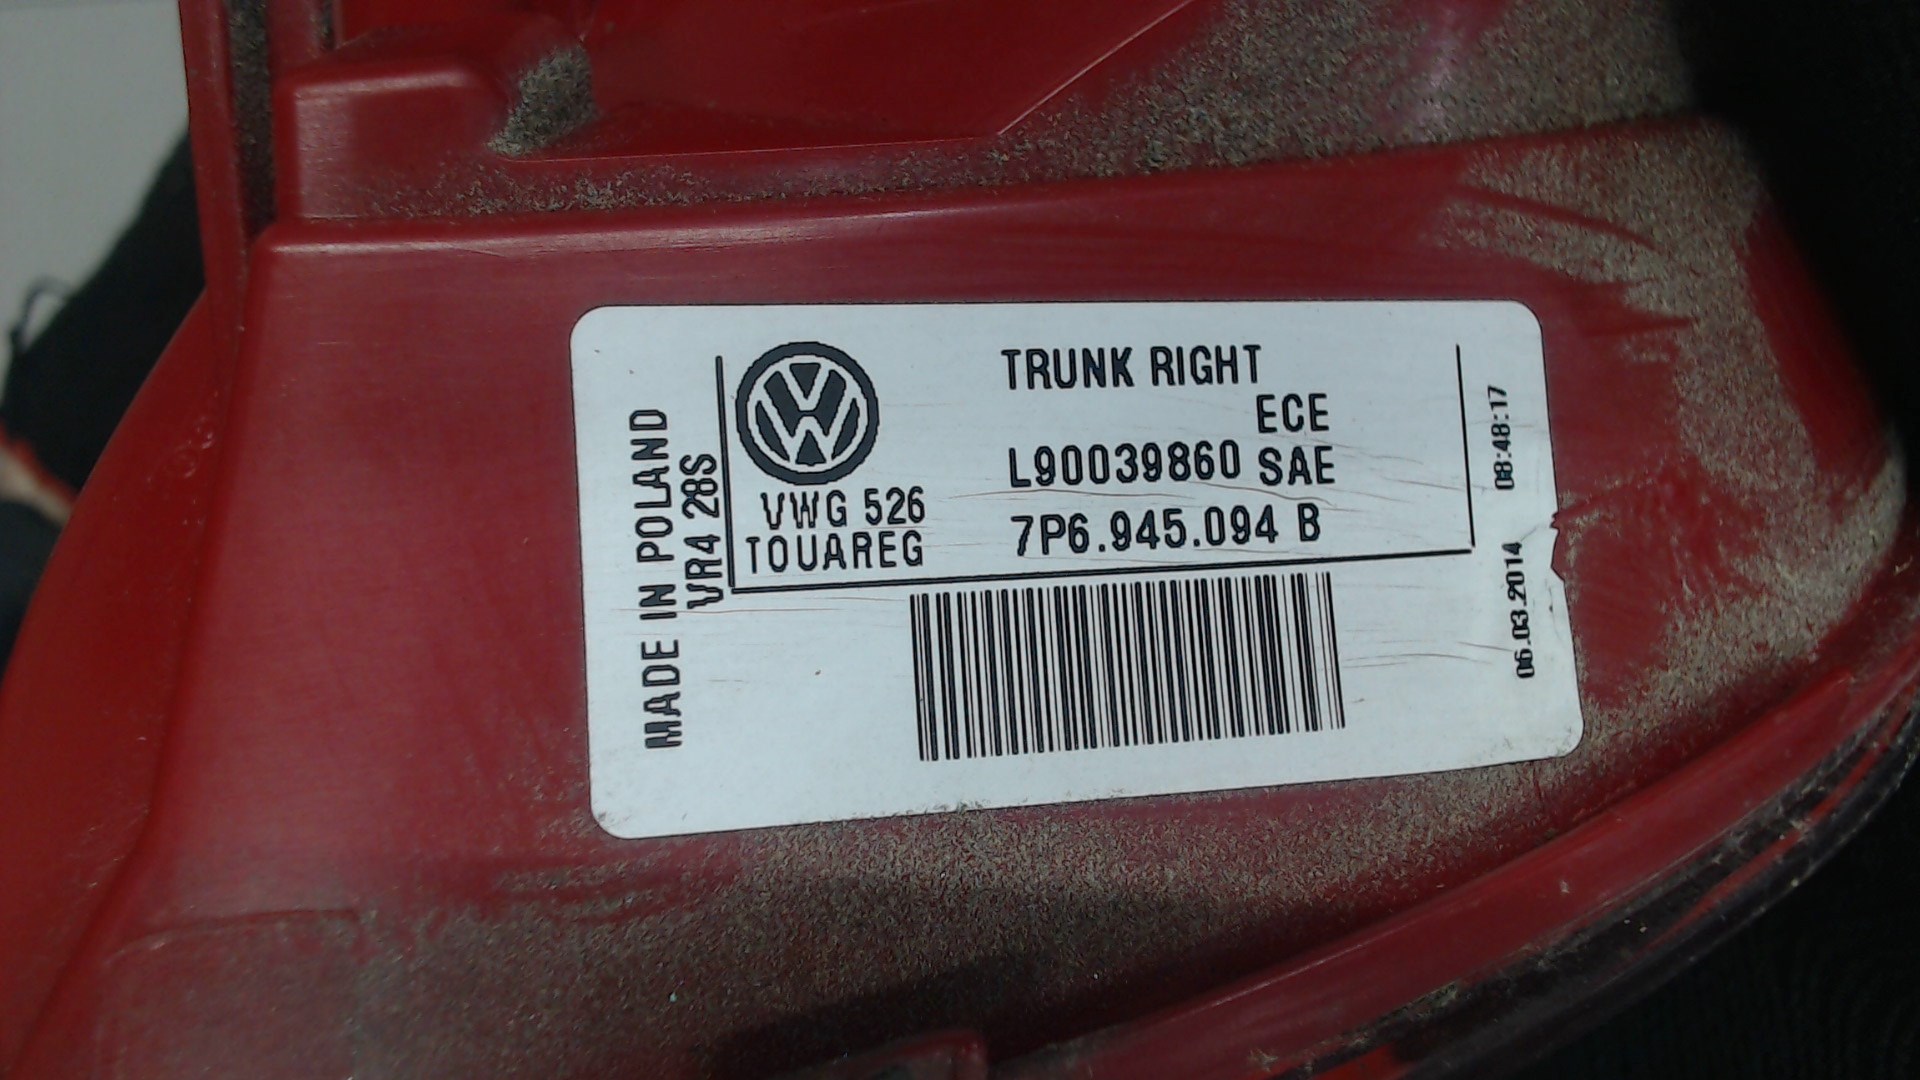 TRUNK RIGHT
ECE
L90039860 SAE
7P6.945.094 B
VWG 526
TOUAREG
MADE IN POLAND
VR4 28S
08:48:17
06.03.2014